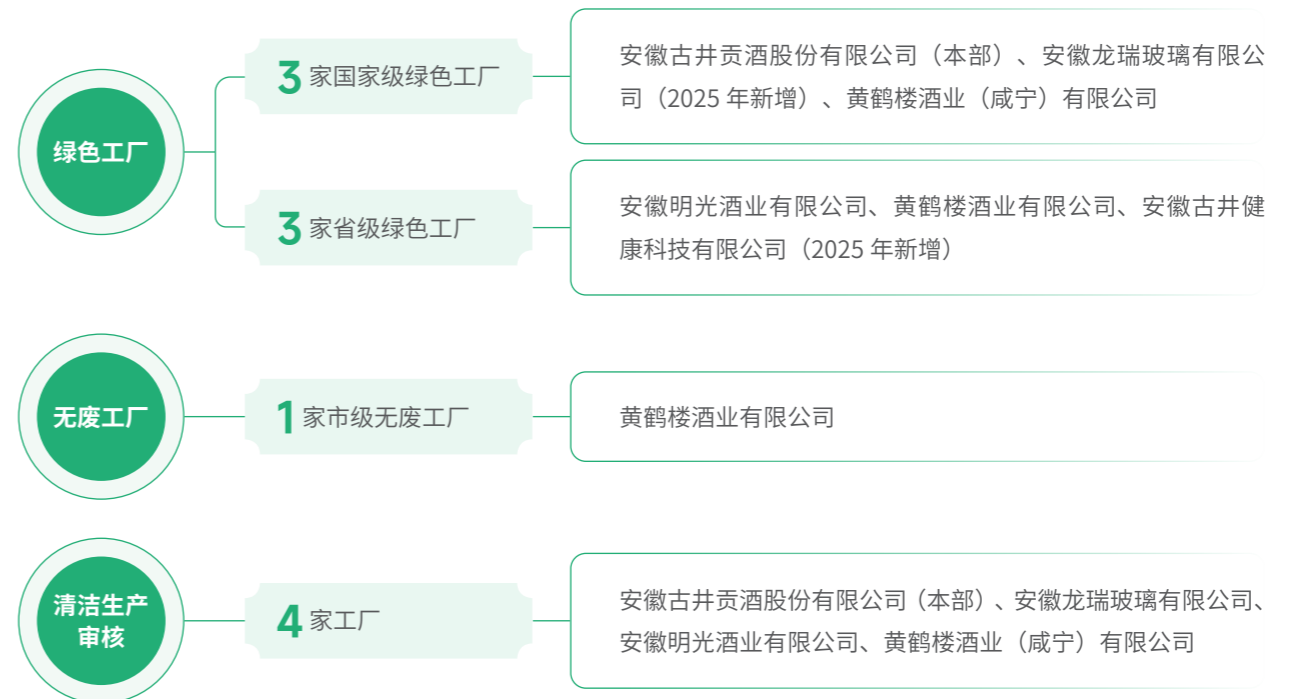 绿色工厂
3 家国家级绿色工厂
安徽古井贡酒股份有限公司（本部）、安徽龙瑞玻璃有限公
司（2025 年新增）、黄鹤楼酒业（咸宁）有限公司
3 家省级绿色工厂
安徽明光酒业有限公司、黄鹤楼酒业有限公司、安徽古井健
康科技有限公司（2025 年新增）
无废工厂
1 家市级无废工厂
黄鹤楼酒业有限公司
清洁生产
审核
4 家工厂
安徽古井贡酒股份有限公司（本部）、安徽龙瑞玻璃有限公司、
安徽明光酒业有限公司、黄鹤楼酒业（咸宁）有限公司